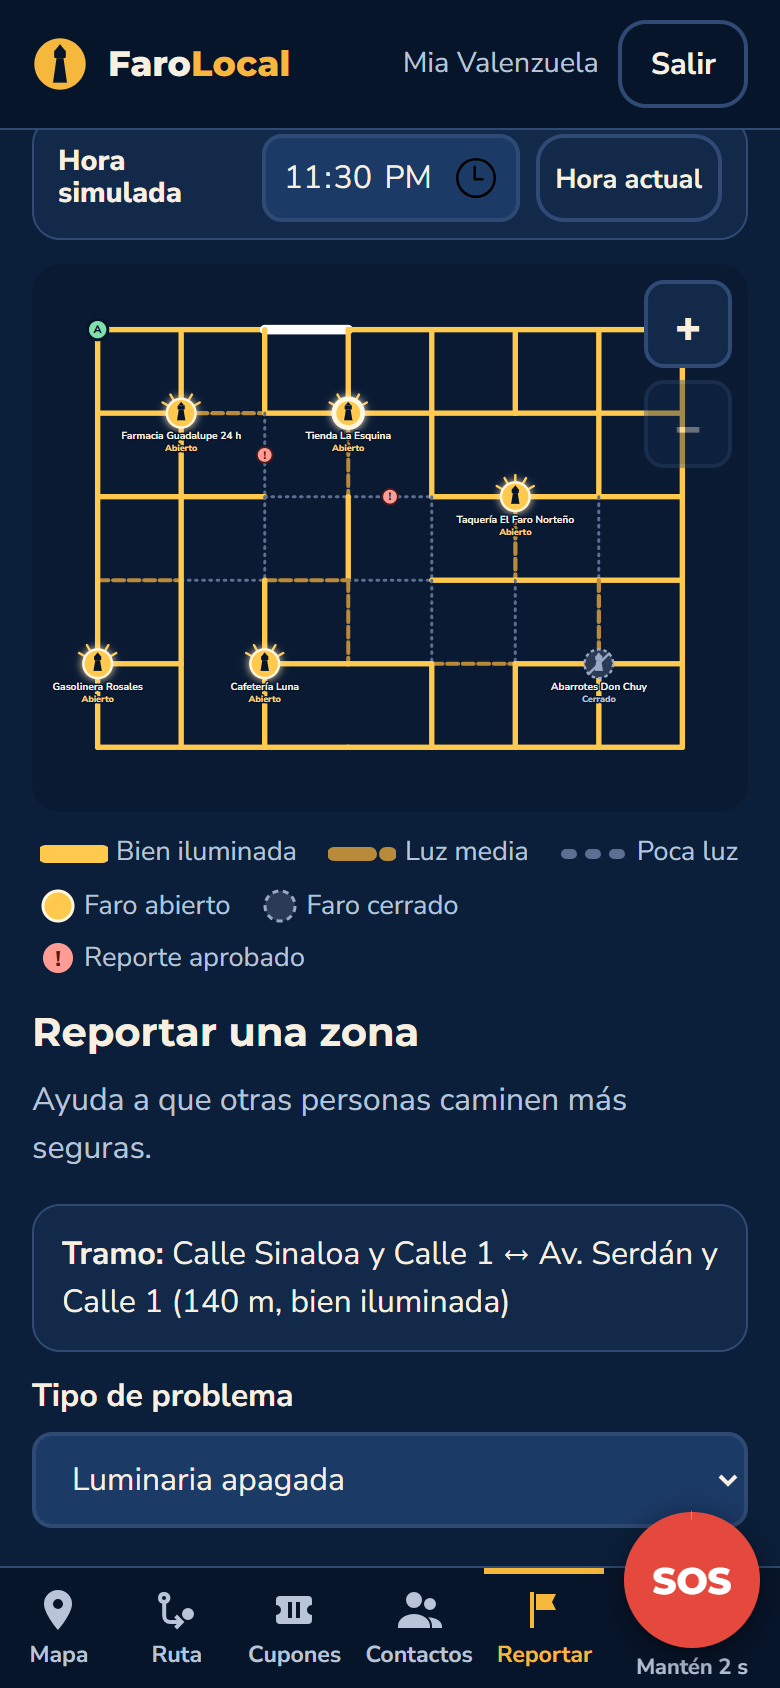 FaroLocal
Mia Valenzuela
Salir
Hora
simulada
11:30 PM
Hora actual
+
−
A
Farmacia Guadalupe 24 h
Abierto
Tienda La Esquina
Abierto
!
!
Taquería El Faro Norteño
Abierto
Gasolinera Rosales
Abierto
Cafetería Luna
Abierto
Abarrotes Don Chuy
Cerrado
Bien iluminada
Luz media
Poca luz
Faro abierto
Faro cerrado
! Reporte aprobado
Reportar una zona
Ayuda a que otras personas caminen más
seguras.
Tramo: Calle Sinaloa y Calle 1 ↔ Av. Serdán y
Calle 1 (140 m, bien iluminada)
Tipo de problema
Luminaria apagada
SOS
Mantén 2 s
Mapa
Ruta
Cupones
Contactos
Reportar